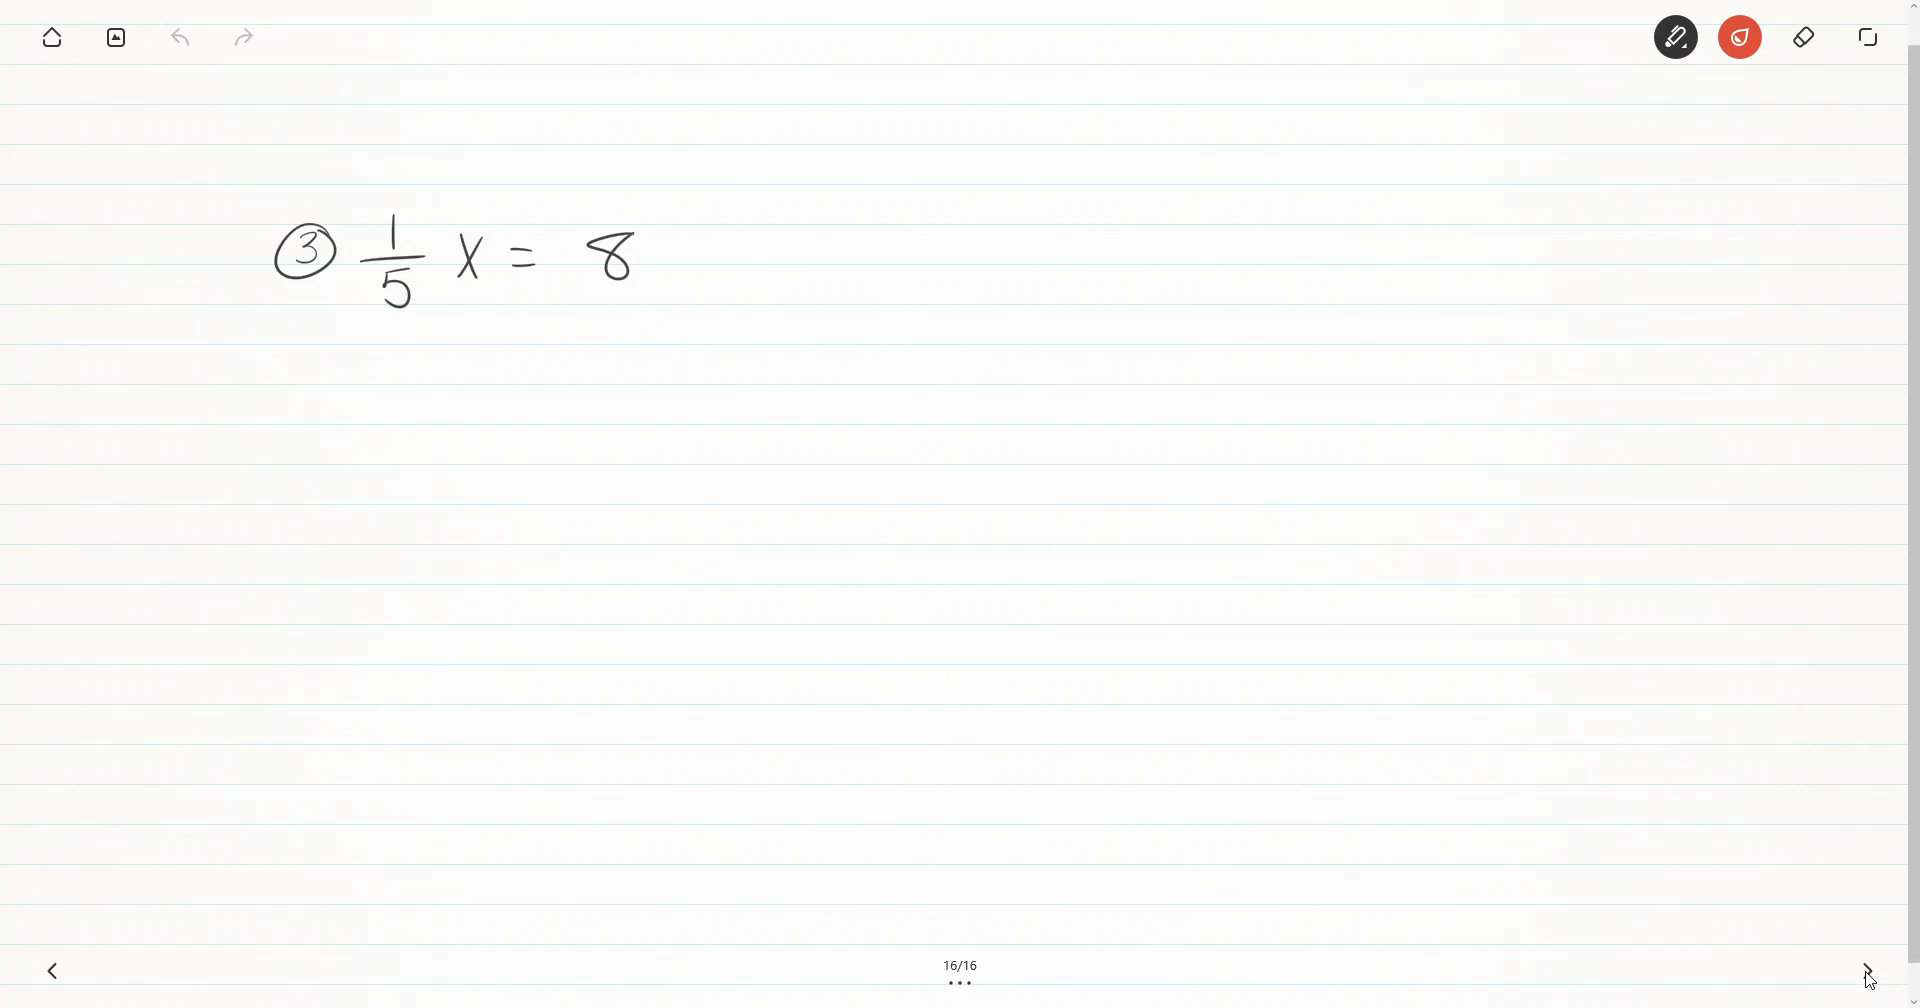 ③ 1/5 x = 8
16/16